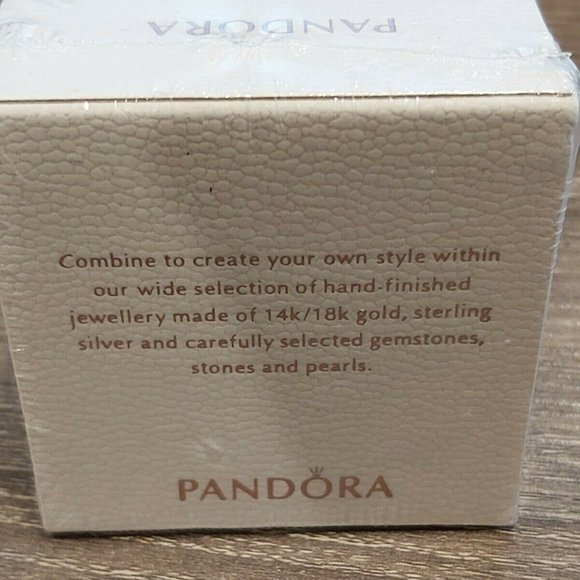 PANDORA
Combine to create your own style within
our wide selection of hand-finished
jewellery made of 14k/18k gold, sterling
silver and carefully selected gemstones,
stones and pearls.
PANDORA